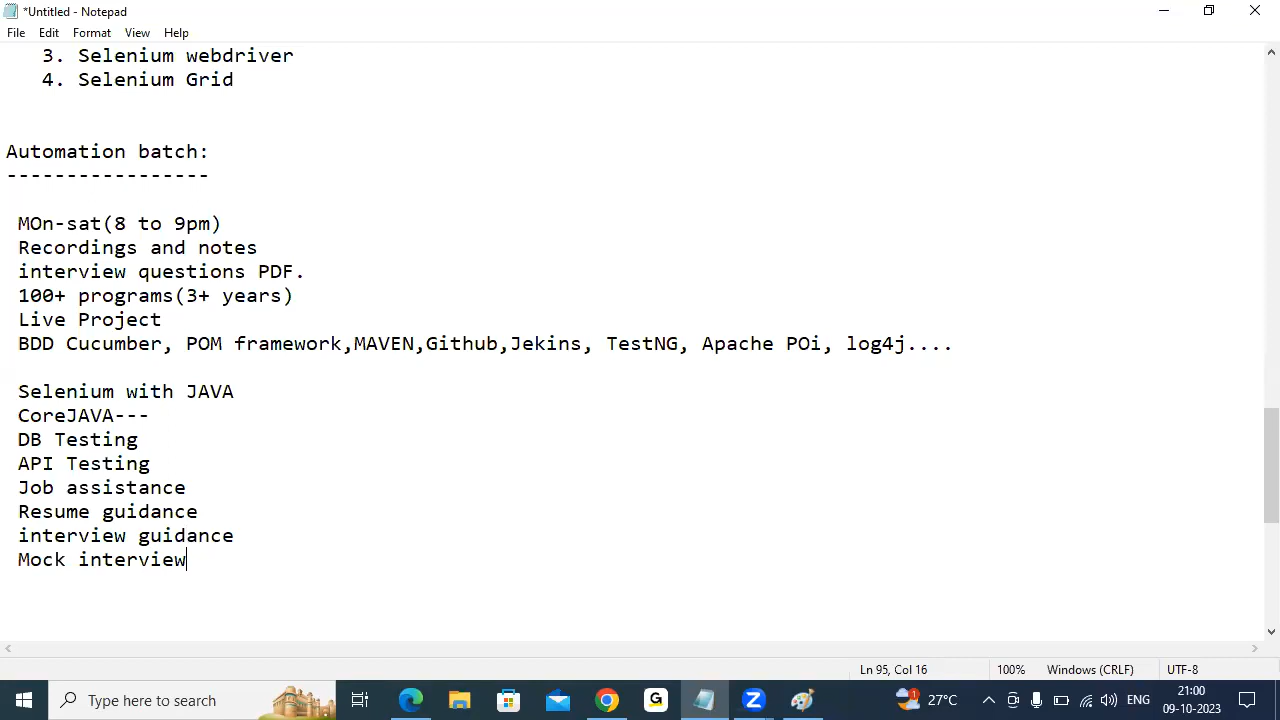 *Untitled - Notepad
File Edit Format View Help
3. Selenium webdriver
4. Selenium Grid
Automation batch:
-----------------
MOn-sat(8 to 9pm)
Recordings and notes
interview questions PDF.
100+ programs(3+ years)
Live Project
BDD Cucumber, POM framework,MAVEN,Github,Jekins, TestNG, Apache POi, log4j....
Selenium with JAVA
CoreJAVA---
DB Testing
API Testing
Job assistance
Resume guidance
interview guidance
Mock interview
Ln 95, Col 16 100% Windows (CRLF) UTF-8
Type here to search
G
Z
1
27°C
ENG
21:00
09-10-2023